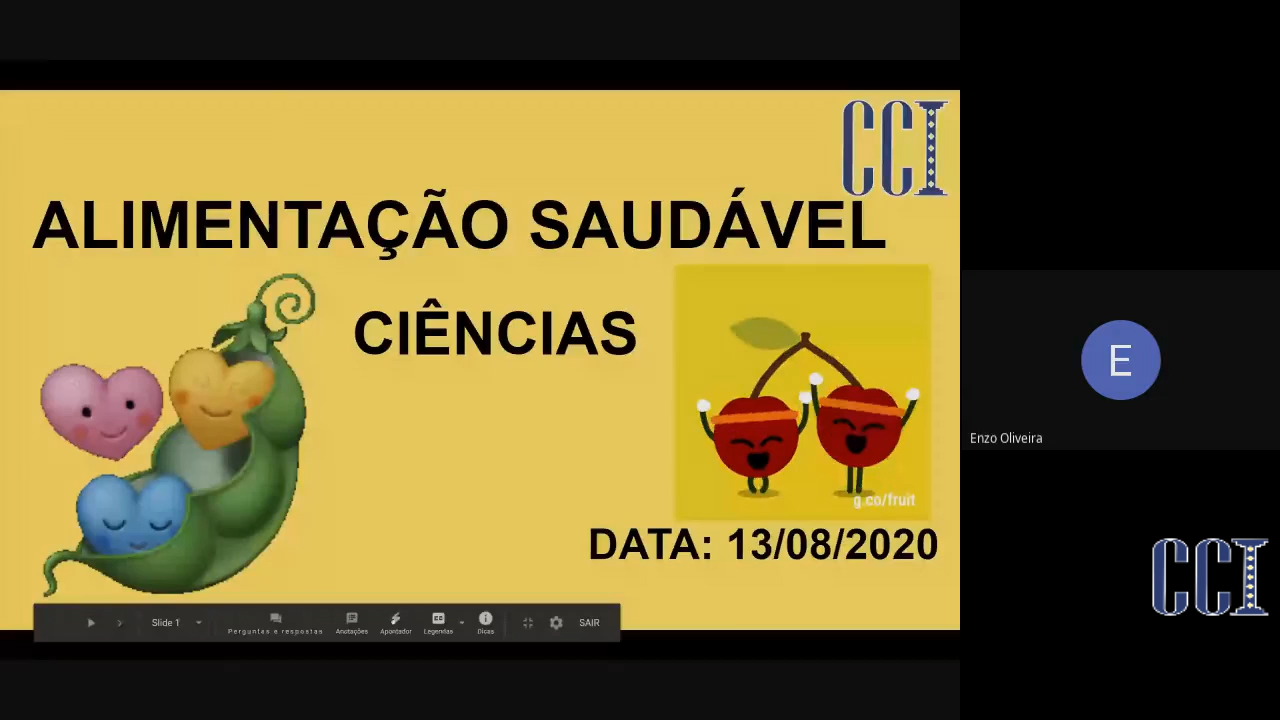 CCI
ALIMENTAÇÃO SAUDÁVEL
CIÊNCIAS
g.co/fruit
DATA: 13/08/2020
Slide 1
Perguntas e respostas
Anotações
Apontador
Legendas
Dicas
SAIR
E
Enzo Oliveira
CCI